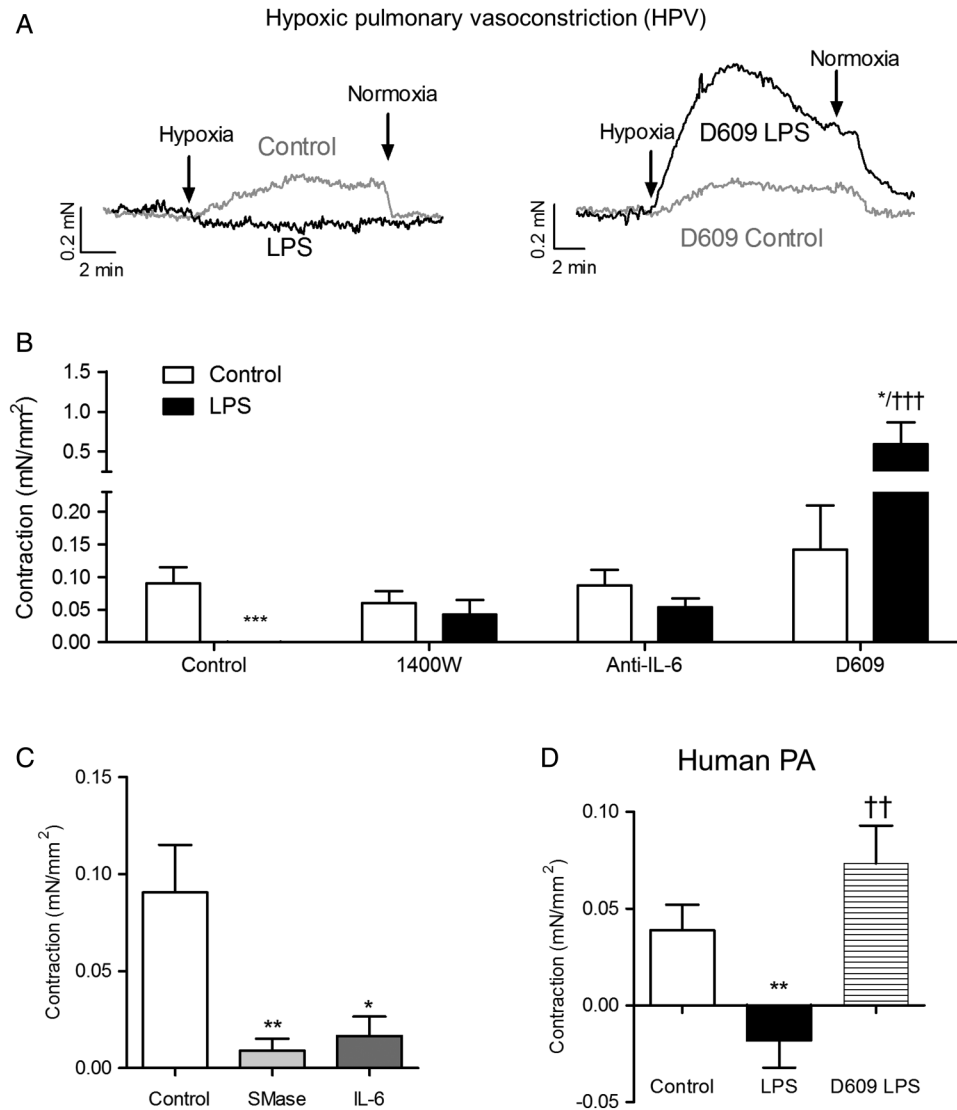 A
Hypoxic pulmonary vasoconstriction (HPV)
Hypoxia
Control
Normoxia
LPS
0.2 mN
2 min
Hypoxia
Normoxia
D609 LPS
D609 Control
0.2 mN
2 min
B
Control
LPS
Contraction (mN/mm²)
1.5
1.0
0.5
0.20
0.15
0.10
0.05
0.00
***
*/†††
Control
1400W
Anti-IL-6
D609
C
Contraction (mN/mm²)
0.15
0.10
0.05
0.00
**
*
Control
SMase
IL-6
D
Human PA
Contraction (mN/mm²)
0.10
0.05
0.00
-0.05
**
††
Control
LPS
D609 LPS